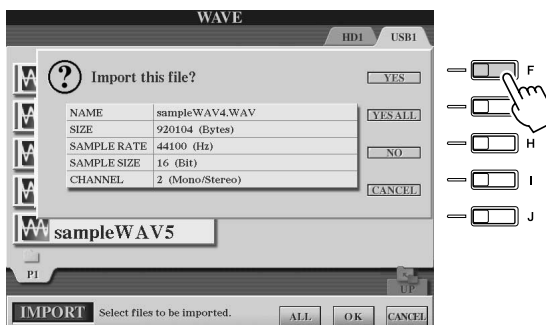 WAVE
HD1 USB1
Import this file?
YES
NAME sampleWAV4.WAV
SIZE 920104 (Bytes)
SAMPLE RATE 44100 (Hz)
SAMPLE SIZE 16 (Bit)
CHANNEL 2 (Mono/Stereo)
YES ALL
NO
CANCEL
sampleWAV5
P1
UP
IMPORT Select files to be imported.
ALL OK CANCEL
F
H
I
J